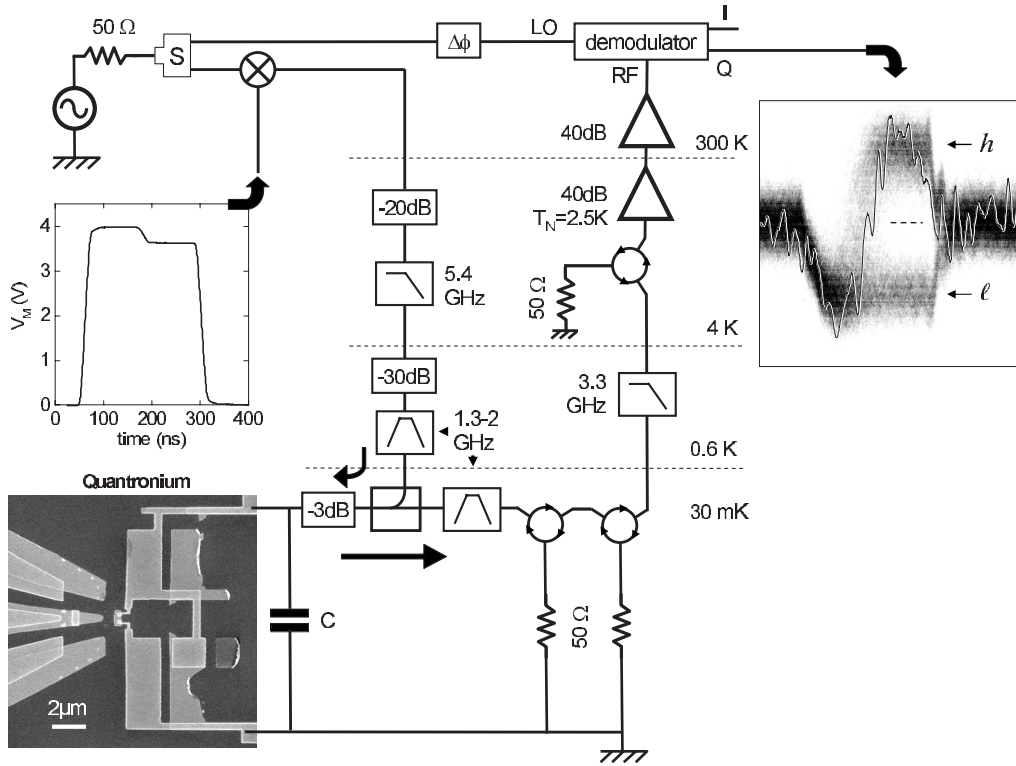 50 Ω
S
Δϕ
LO
demodulator
I
Q
RF
40dB
300 K
h
ℓ
-20dB
40dB
T_N=2.5K
5.4
GHz
50 Ω
4 K
-30dB
3.3
GHz
1.3-2
GHz
0.6 K
V_M (V)
4
3
2
1
0
0 100 200 300 400
time (ns)
Quantronium
-3dB
30 mK
C
50 Ω
2µm